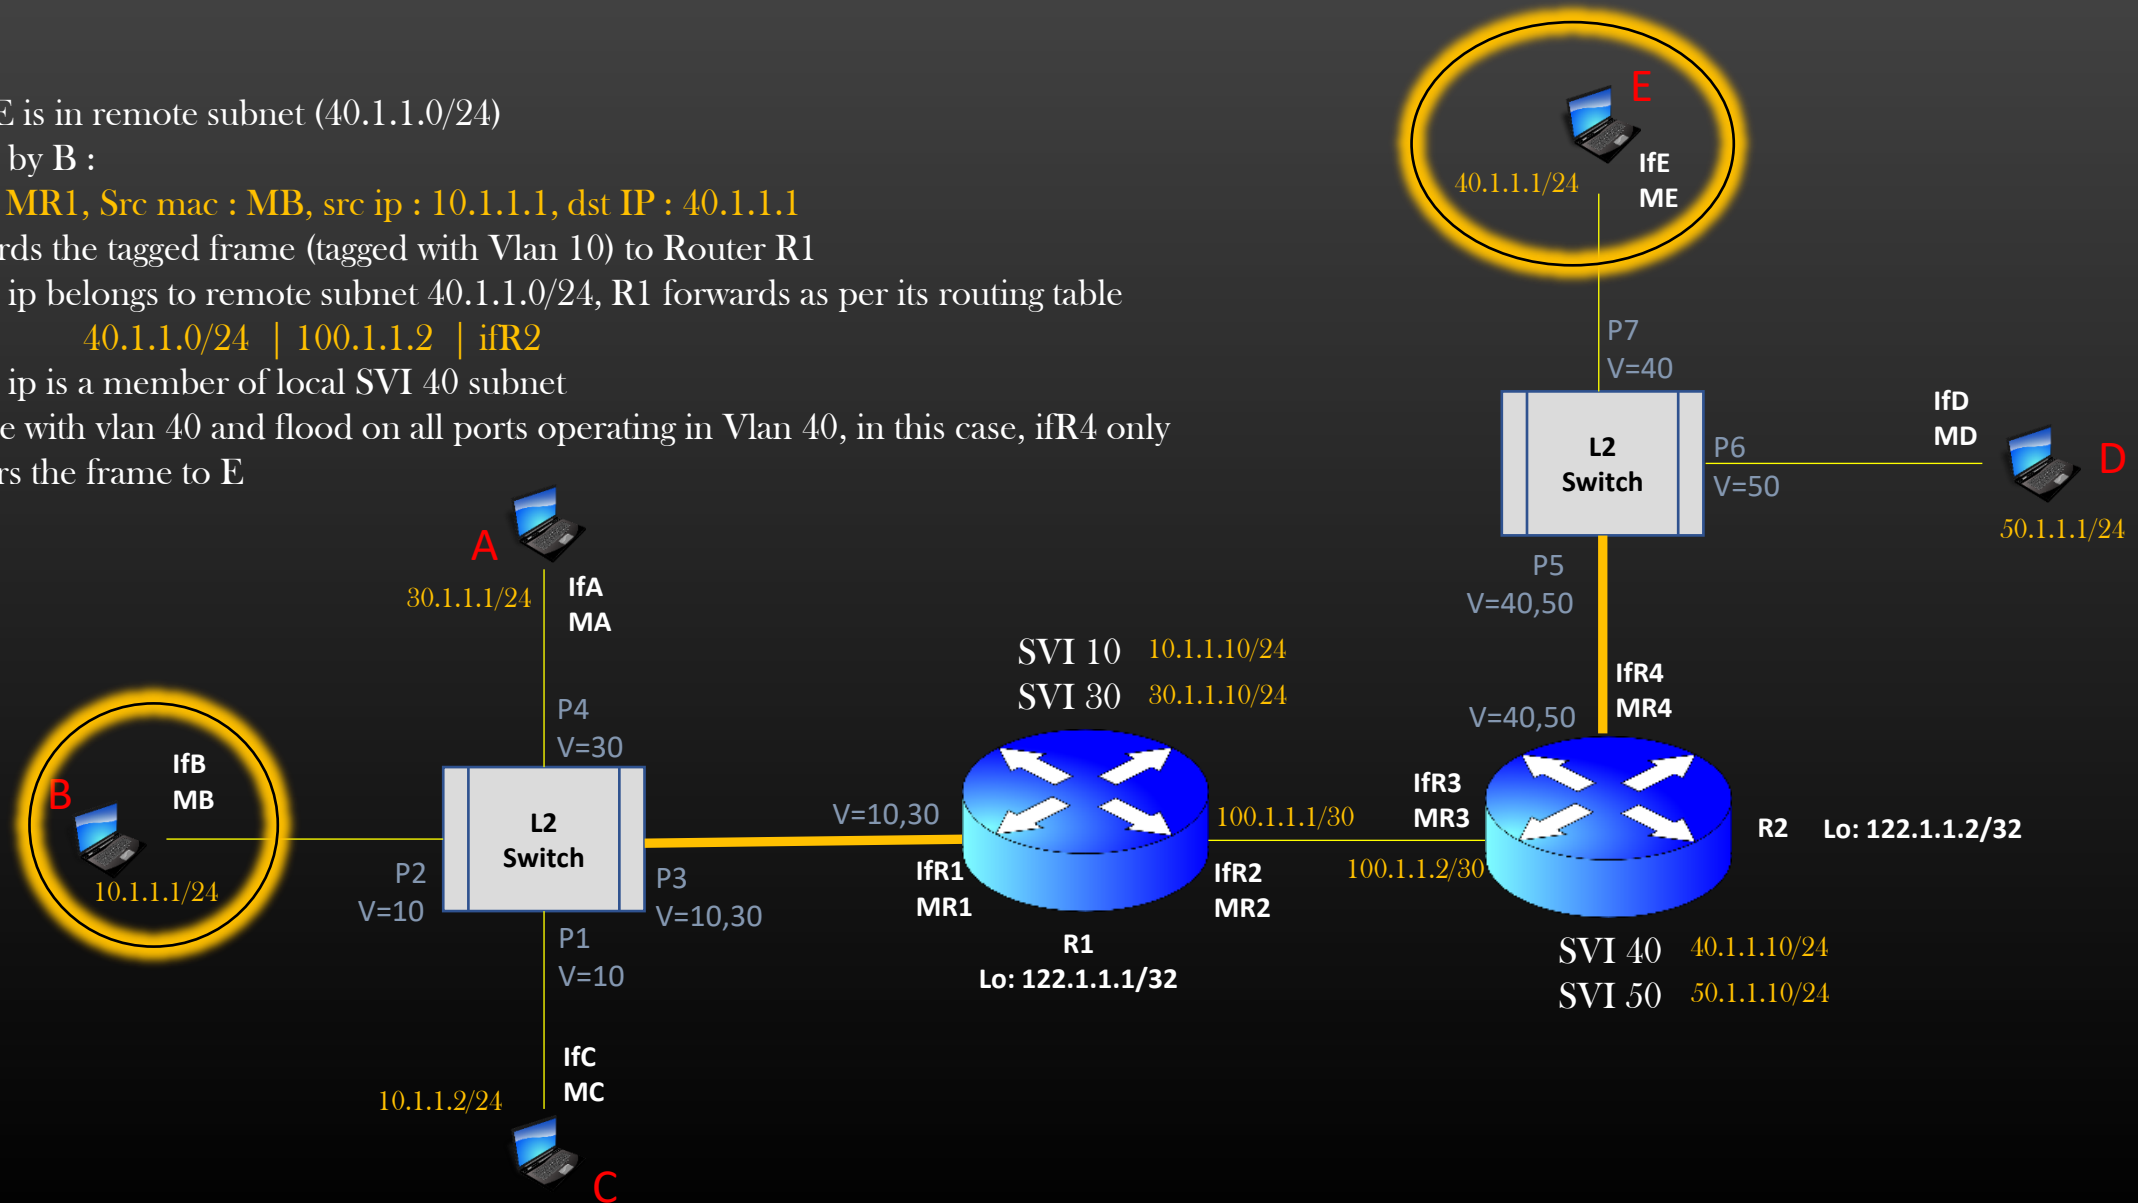 E is in remote subnet (40.1.1.0/24)
by B :
MR1, Src mac : MB, src ip : 10.1.1.1, dst IP : 40.1.1.1
rds the tagged frame (tagged with Vlan 10) to Router R1
ip belongs to remote subnet 40.1.1.0/24, R1 forwards as per its routing table
40.1.1.0/24 | 100.1.1.2 | ifR2
ip is a member of local SVI 40 subnet
e with vlan 40 and flood on all ports operating in Vlan 40, in this case, ifR4 only
rs the frame to E
E
IfE
ME
40.1.1.1/24
P7
V=40
L2
Switch
P6
V=50
IfD
MD
D
50.1.1.1/24
P5
V=40,50
A
30.1.1.1/24
IfA
MA
P4
V=30
B
IfB
MB
10.1.1.1/24
P2
V=10
L2
Switch
P3
V=10,30
P1
V=10
IfC
MC
10.1.1.2/24
C
SVI 10 10.1.1.10/24
SVI 30 30.1.1.10/24
V=10,30
IfR1
MR1
R1
Lo: 122.1.1.1/32
100.1.1.1/30
IfR2
MR2
IfR3
MR3
100.1.1.2/30
IfR4
MR4
V=40,50
R2 Lo: 122.1.1.2/32
SVI 40 40.1.1.10/24
SVI 50 50.1.1.10/24